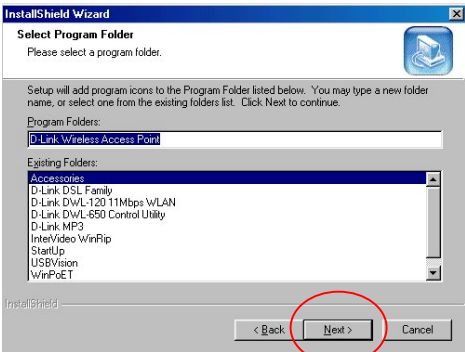 InstallShield Wizard
Select Program Folder
Please select a program folder.
Setup will add program icons to the Program Folder listed below. You may type a new folder
name, or select one from the existing folders list. Click Next to continue.
Program Folders:
D-Link Wireless Access Point
Existing Folders:
Accessories
D-Link DSL Family
D-Link DWL-120 11Mbps WLAN
D-Link DWL-650 Control Utility
D-Link MP3
InterVideo WinRip
StartUp
USBVision
WinPoET
InstallShield
< Back
Next >
Cancel